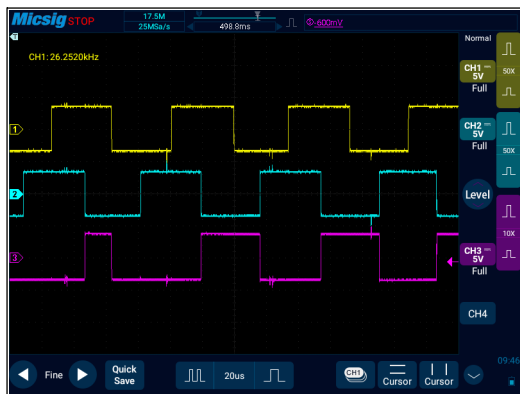 Micsig STOP
17.5M
25MSa/s
498.8ms
-600mV
T
CH1: 26.2520kHz
Normal
CH1
5V
Full
50X
CH2
5V
Full
50X
Level
10X
CH3
5V
Full
CH4
1
2
3
Fine
Quick
Save
20us
CH1
Cursor
Cursor
09:46